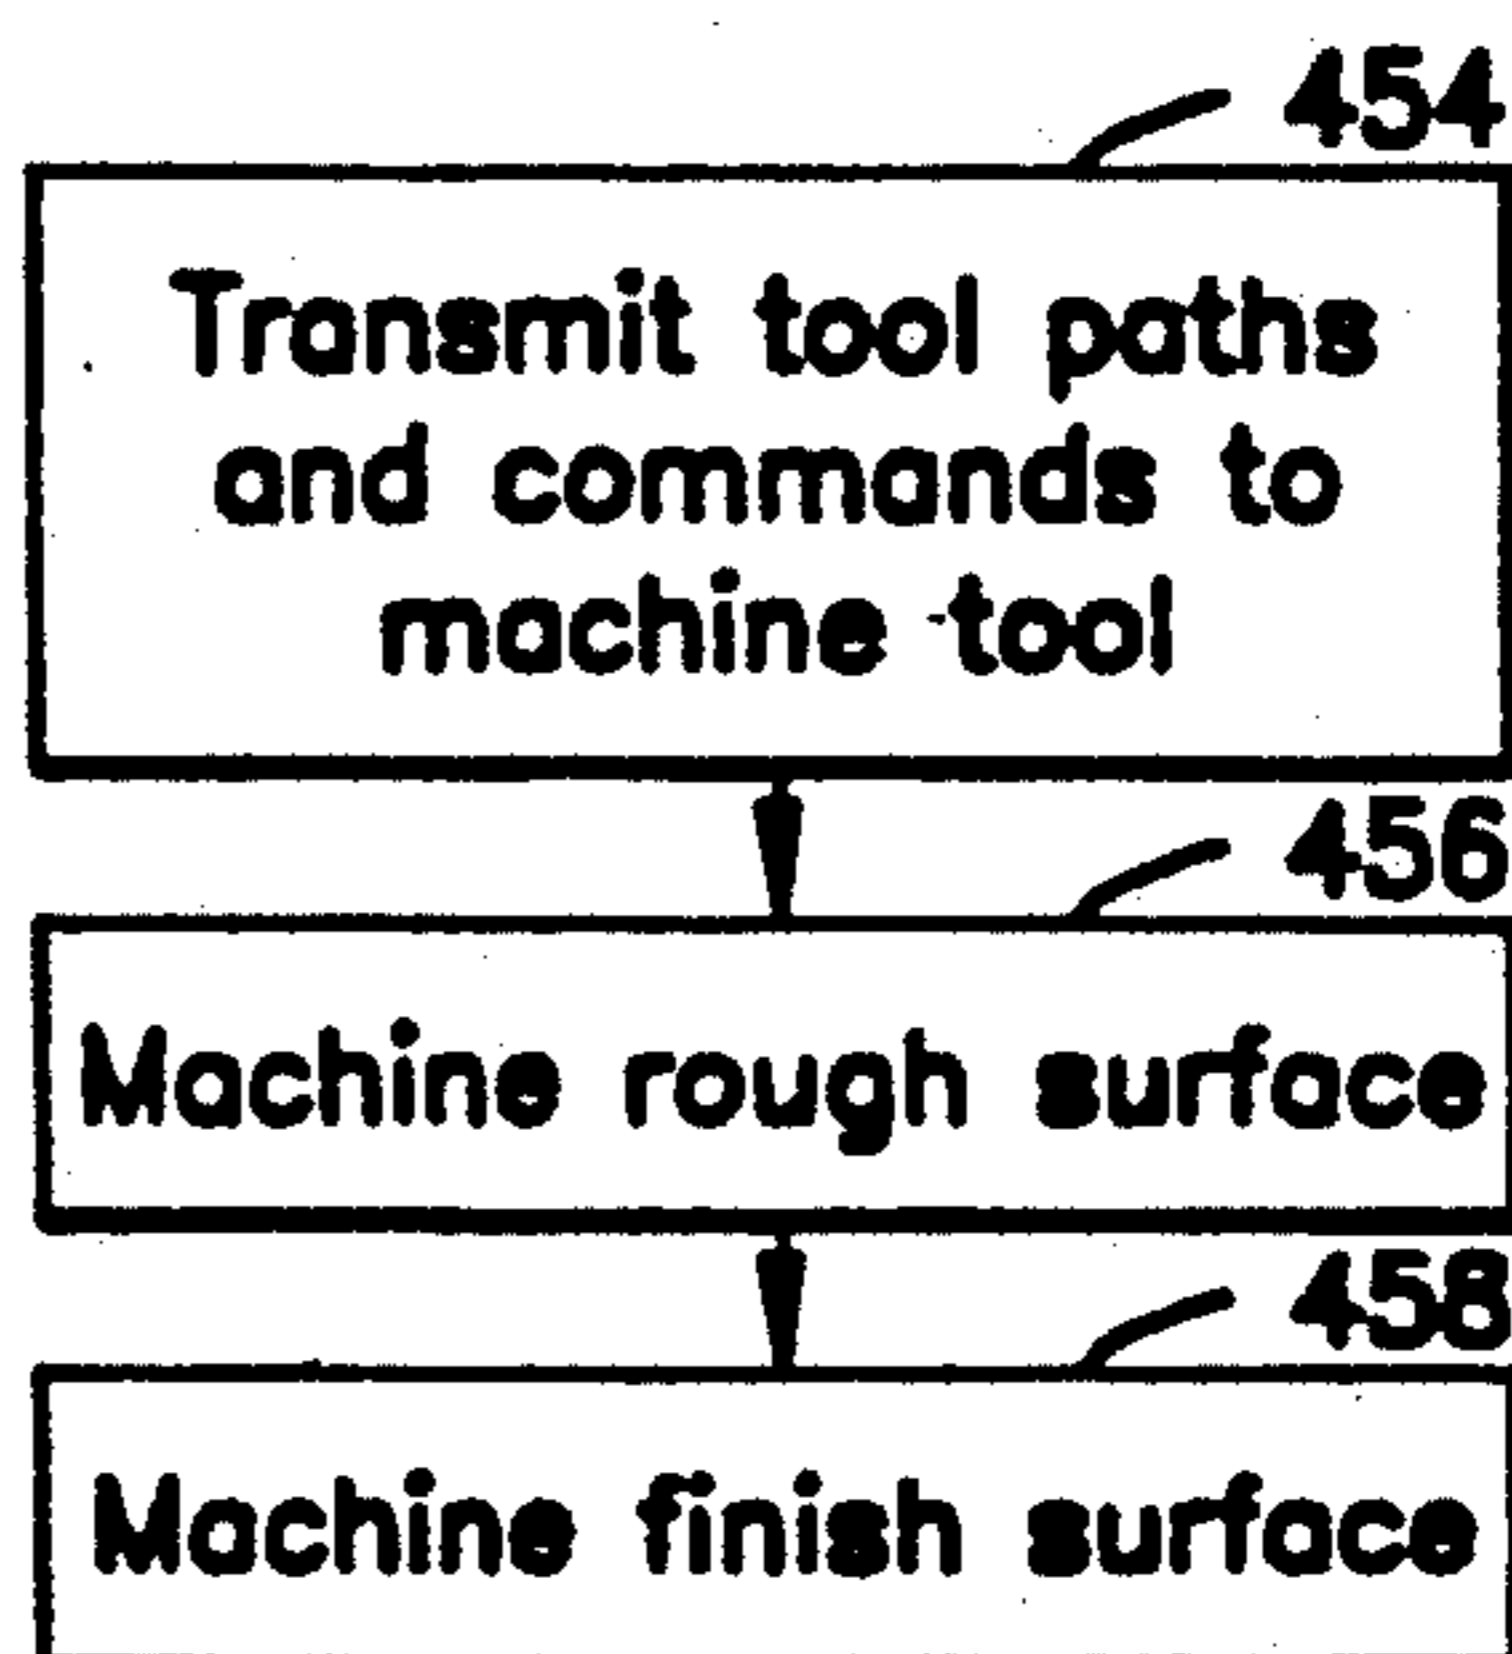 454
Transmit tool paths
and commands to
machine tool
456
Machine rough surface
458
Machine finish surface